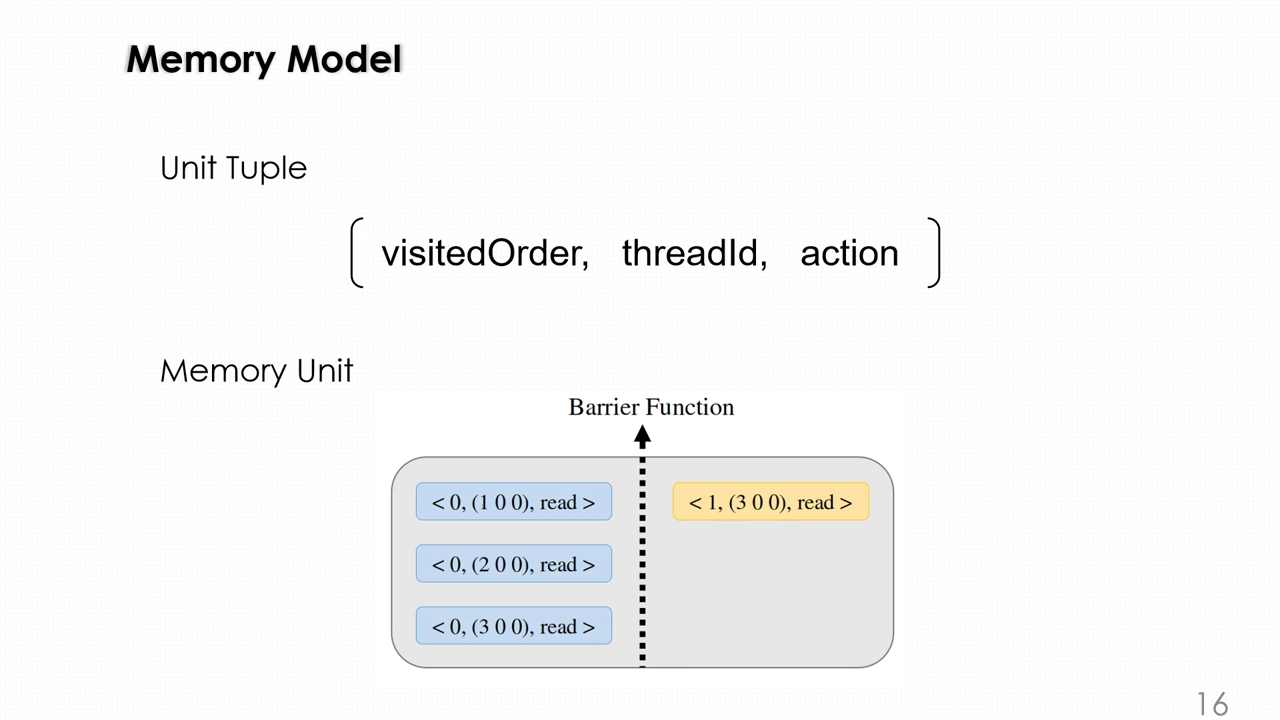 Memory Model
Unit Tuple
visitedOrder, threadId, action
Memory Unit
Barrier Function
< 0, (1 0 0), read >
< 1, (3 0 0), read >
< 0, (2 0 0), read >
< 0, (3 0 0), read >
16